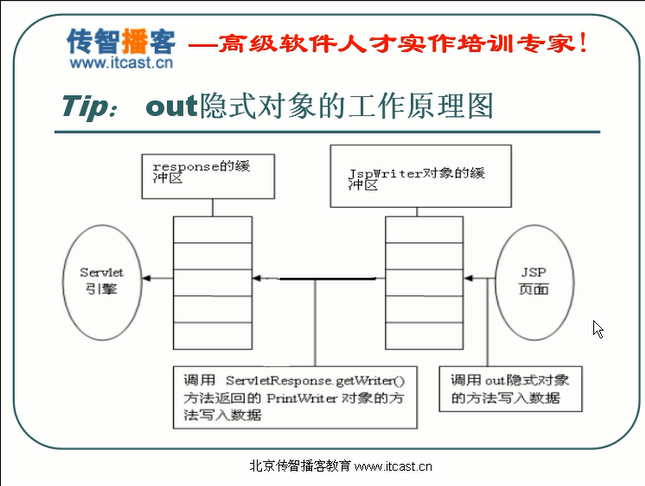 传智播客 —高级软件人才实作培训专家!
www.itcast.cn
Tip: out隐式对象的工作原理图
response的缓
冲区
JspWriter对象的缓
冲区
Servlet
引擎
JSP
页面
调用 ServletResponse.getWriter()
方法返回的 PrintWriter 对象的方
法写入数据
调用 out隐式对象
的方法写入数据
北京传智播客教育 www.itcast.cn